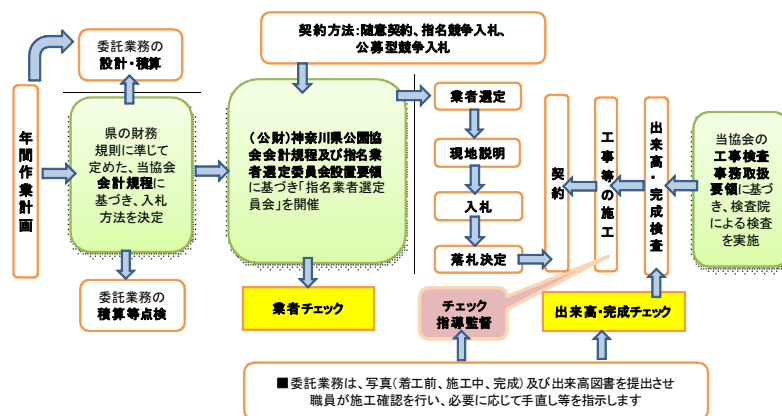 年間作業計画
委託業務の
設計・積算
県の財務
規則に準じて
定めた、当協会
会計規程に
基づき、入札
方法を決定
委託業務の
積算等点検
契約方法：随意契約、指名競争入札、
公募型競争入札
（公財）神奈川県公園協
会会計規程及び指名業
者選定委員会設置要領
に基づき「指名業者選定
員会」を開催
業者チェック
業者選定
現地説明
入札
落札決定
契約
工事等の施工
出来高・完成検査
当協会の
工事検査
事務取扱
要領に基づ
き、検査院
による検査
を実施
チェック
指導監督
出来高・完成チェック
■委託業務は、写真（着工前、施工中、完成）及び出来高図書を提出させ
職員が施工確認を行い、必要に応じて手直し等を指示します